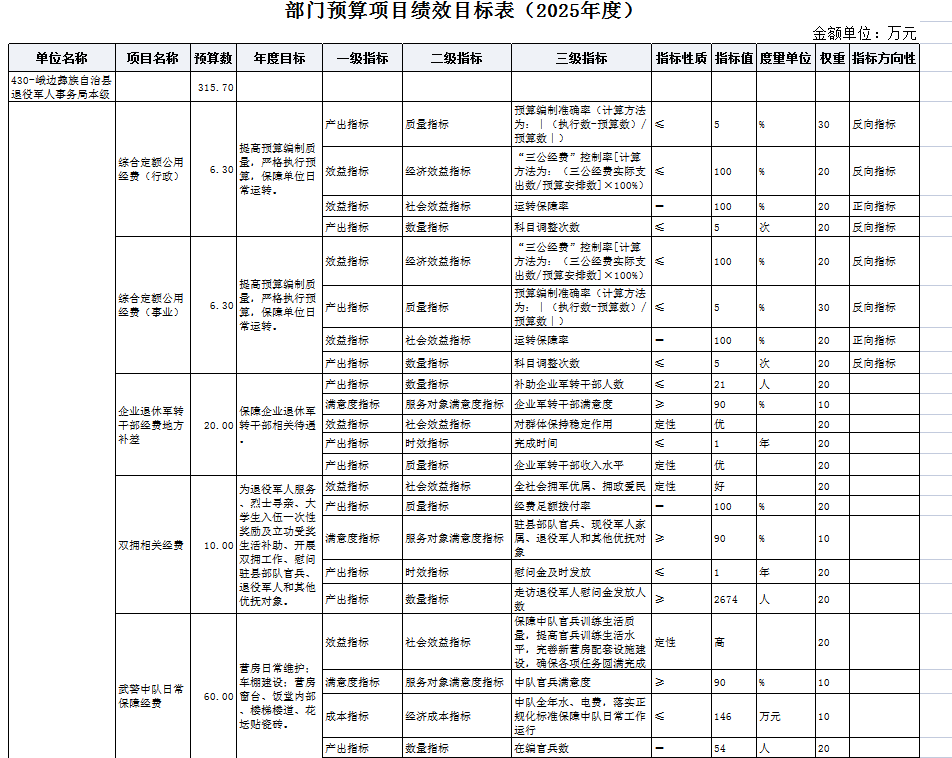 部门预算项目绩效目标表（2025年度）
金额单位：万元
单位名称 项目名称 预算数 年度目标 一级指标 二级指标 三级指标 指标性质 指标值 度量单位 权重 指标方向性
430-峨边彝族自治县
退役军人事务局本级
315.70
综合定额公用
经费（行政）
6.30
提高预算编制质
量，严格执行预
算，保障单位日
常运转。
产出指标 质量指标
预算编制准确率（计算方法
为：｜（执行数-预算数）/
预算数｜）
≤ 5 % 30 反向指标
效益指标 经济效益指标
“三公经费”控制率[计算
方法为：（三公经费实际支
出数/预算安排数]×100%）
≤ 100 % 20 反向指标
效益指标 社会效益指标 运转保障率 ＝ 100 % 20 正向指标
产出指标 数量指标 科目调整次数 ≤ 5 次 20 反向指标
综合定额公用
经费（事业）
6.30
提高预算编制质
量，严格执行预
算，保障单位日
常运转。
效益指标 经济效益指标
“三公经费”控制率[计算
方法为：（三公经费实际支
出数/预算安排数]×100%）
≤ 100 % 20 反向指标
产出指标 质量指标
预算编制准确率（计算方法
为：｜（执行数-预算数）/
预算数｜）
≤ 5 % 30 反向指标
效益指标 社会效益指标 运转保障率 ＝ 100 % 20 正向指标
产出指标 数量指标 科目调整次数 ≤ 5 次 20 反向指标
企业退休军转
干部经费地方
补差
20.00
保障企业退休军
转干部相关待遇
。
产出指标 数量指标 补助企业军转干部人数 ≤ 21 人 20
满意度指标 服务对象满意度指标 企业军转干部满意度 ≥ 90 % 10
效益指标 社会效益指标 对群体保持稳定作用 定性 优 20
产出指标 时效指标 完成时间 ≤ 1 年 20
产出指标 质量指标 企业军转干部收入水平 定性 优 20
双拥相关经费
10.00
为退役军人服务
、烈士寻亲、大
学生入伍一次性
奖励及立功受奖
生活补助、开展
双拥工作、慰问
驻县部队官兵、
退役军人和其他
优抚对象。
效益指标 社会效益指标 全社会拥军优属、拥政爱民 定性 好 20
产出指标 质量指标 经费足额拨付率 ＝ 100 % 20
满意度指标 服务对象满意度指标
驻县部队官兵、现役军人家
属、退役军人和其他优抚对
象
≥ 90 % 10
产出指标 时效指标 慰问金及时发放 ≤ 1 年 20
产出指标 数量指标
走访退役军人慰问金发放人
数
≥ 2674 人 20
武警中队日常
保障经费
60.00
营房日常维护；
车棚建设；营房
窗台、饭堂内部
、楼梯楼道、花
坛贴瓷砖。
效益指标 社会效益指标
保障中队官兵训练生活质
量，提高官兵训练生活水
平，完善新营房配套设施建
设，确保各项任务圆满完成
定性 高 20
满意度指标 服务对象满意度指标 中队官兵满意度 ≥ 90 % 10
成本指标 经济成本指标
中队全年水、电费，落实正
规化标准保障中队日常工作
运行
≤ 146 万元 10
产出指标 数量指标 在编官兵数 ＝ 54 人 20